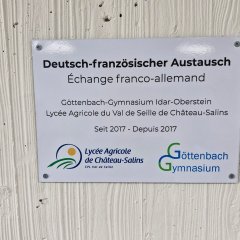 Deutsch-französischer Austausch
Échange franco-allemand
Göttenbach-Gymnasium Idar-Oberstein
Lycée Agricole du Val de Seille de Château-Salins
Seit 2017 - Depuis 2017
Lycée Agricole
de Château-Salins
Göttenbach
Gymnasium